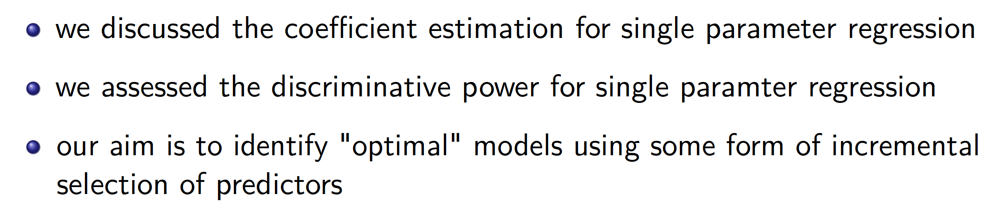 we discussed the coefficient estimation for single parameter regression
we assessed the discriminative power for single paramter regression
our aim is to identify "optimal" models using some form of incremental
selection of predictors